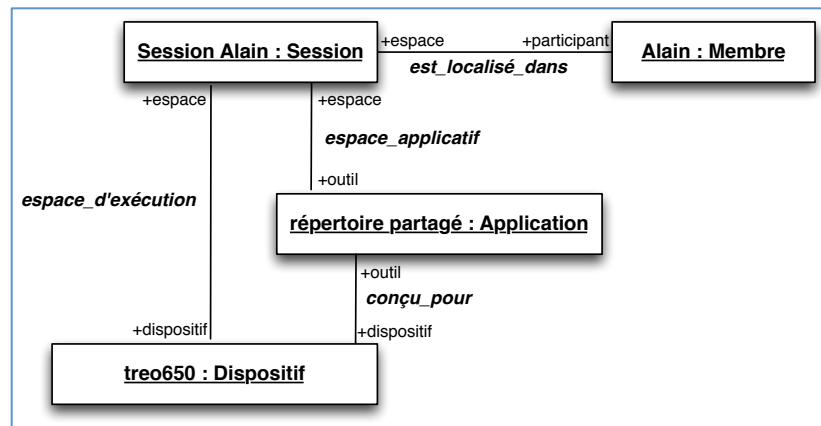 Session Alain : Session
+espace
+participant
Alain : Membre
est_localisé_dans
+espace
+espace
espace_applicatif
+outil
espace_d'exécution
répertoire partagé : Application
+outil
conçu_pour
+dispositif
+dispositif
treo650 : Dispositif